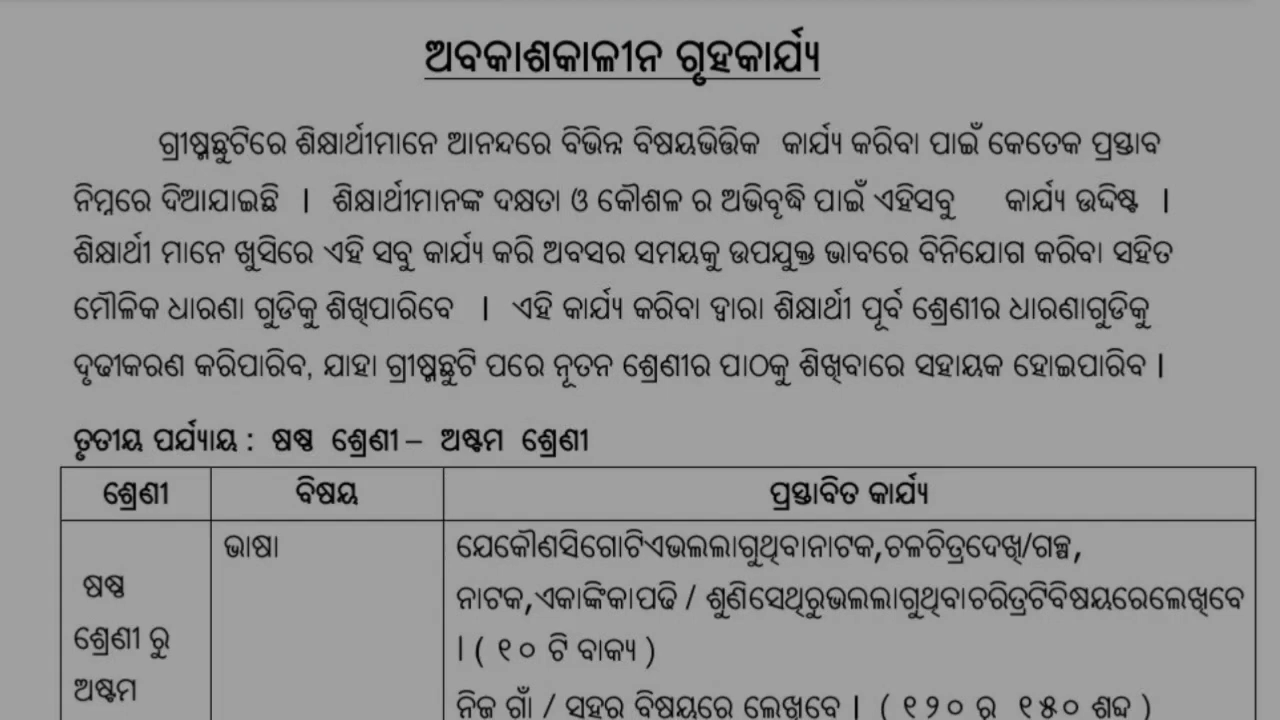 ଅବକାଶକାଳୀନ ଗୃହକାର୍ଯ୍ୟ
ଗ୍ରୀଷ୍ମଛୁଟିରେ ଶିକ୍ଷାର୍ଥୀମାନେ ଆନନ୍ଦରେ ବିଭିନ୍ନ ବିଷୟଭିତ୍ତିକ କାର୍ଯ୍ୟ କରିବା ପାଇଁ କେତେକ ପ୍ରସ୍ତାବ
ନିମ୍ନରେ ଦିଆଯାଇଛି । ଶିକ୍ଷାର୍ଥୀମାନଙ୍କ ଦକ୍ଷତା ଓ କୌଶଳ ର ଅଭିବୃଦ୍ଧି ପାଇଁ ଏହିସବୁ କାର୍ଯ୍ୟ ଉଦ୍ଦିଷ୍ଟ ।
ଶିକ୍ଷାର୍ଥୀ ମାନେ ଖୁସିରେ ଏହି ସବୁ କାର୍ଯ୍ୟ କରି ଅବସର ସମୟକୁ ଉପଯୁକ୍ତ ଭାବରେ ବିନିଯୋଗ କରିବା ସହିତ
ମୌଳିକ ଧାରଣା ଗୁଡିକୁ ଶିଖିପାରିବେ । ଏହି କାର୍ଯ୍ୟ କରିବା ଦ୍ୱାରା ଶିକ୍ଷାର୍ଥୀ ପୂର୍ବ ଶ୍ରେଣୀର ଧାରଣାଗୁଡିକୁ
ଦୃଢୀକରଣ କରିପାରିବ, ଯାହା ଗ୍ରୀଷ୍ମଛୁଟି ପରେ ନୂତନ ଶ୍ରେଣୀର ପାଠକୁ ଶିଖିବାରେ ସହାୟକ ହୋଇପାରିବ ।
ତୃତୀୟ ପର୍ଯ୍ୟାୟ : ଷଷ୍ଠ ଶ୍ରେଣୀ – ଅଷ୍ଟମ ଶ୍ରେଣୀ
ଶ୍ରେଣୀ ବିଷୟ ପ୍ରସ୍ତାବିତ କାର୍ଯ୍ୟ
ଷଷ୍ଠ
ଶ୍ରେଣୀ ରୁ
ଅଷ୍ଟମ
ଭାଷା
ଯେକୌଣସିଗୋଟିଏଭଲଲାଗୁଥିବାନାଟକ,ଚଳଚିତ୍ରଦେଖି/ଗଳ୍ପ,
ନାଟକ,ଏକାଙ୍କିକାପଢି / ଶୁଣିସେଥିରୁଭଲଲାଗୁଥିବାଚରିତ୍ରଟିବିଷୟରେଲେଖିବେ
। ( ୧୦ ଟି ବାକ୍ୟ )
ନିଜ ଗାଁ / ସହର ବିଷୟରେ ଲେଖିବେ । ( ୧୨୦ ରୁ ୧୫୦ ଶବ୍ଦ )